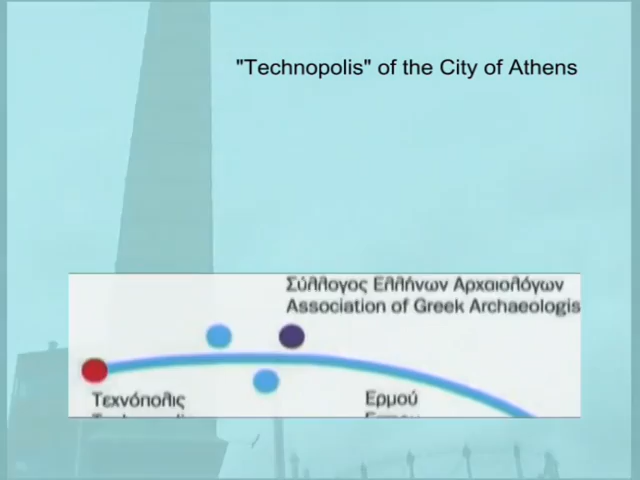 "Technopolis" of the City of Athens
Σύλλογος Ελλήνων Αρχαιολόγων
Association of Greek Archaeologis
Τεχνόπολις
Ερμού